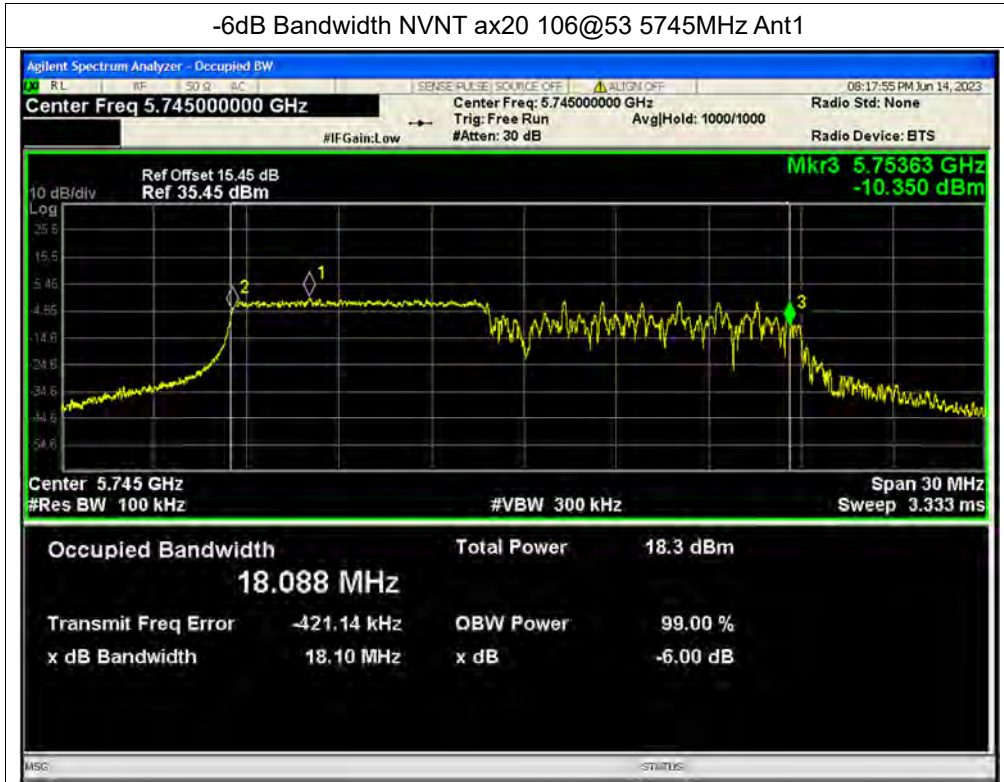 -6dB Bandwidth NVNT ax20 106@53 5745MHz Ant1
Agilent Spectrum Analyzer - Occupied BW
RL RF 50 Ω AC SENSE:PULSE SOURCE OFF ALIGN OFF 08:17:55 PM Jun 14, 2023
Center Freq 5.745000000 GHz Center Freq: 5.745000000 GHz Radio Std: None
Trig: Free Run Avg|Hold: 1000/1000
#IFGain:Low #Atten: 30 dB Radio Device: BTS
Mkr3 5.75363 GHz
-10.350 dBm
Ref Offset 15.45 dB
10 dB/div Ref 35.45 dBm
Log
25.5
15.5
5.45
-4.55
-14.6
-24.6
-34.6
-44.6
-54.6
1
2
3
Center 5.745 GHz Span 30 MHz
#Res BW 100 kHz #VBW 300 kHz Sweep 3.333 ms
Occupied Bandwidth Total Power 18.3 dBm
18.088 MHz
Transmit Freq Error -421.14 kHz OBW Power 99.00 %
x dB Bandwidth 18.10 MHz x dB -6.00 dB
MSG STATUS